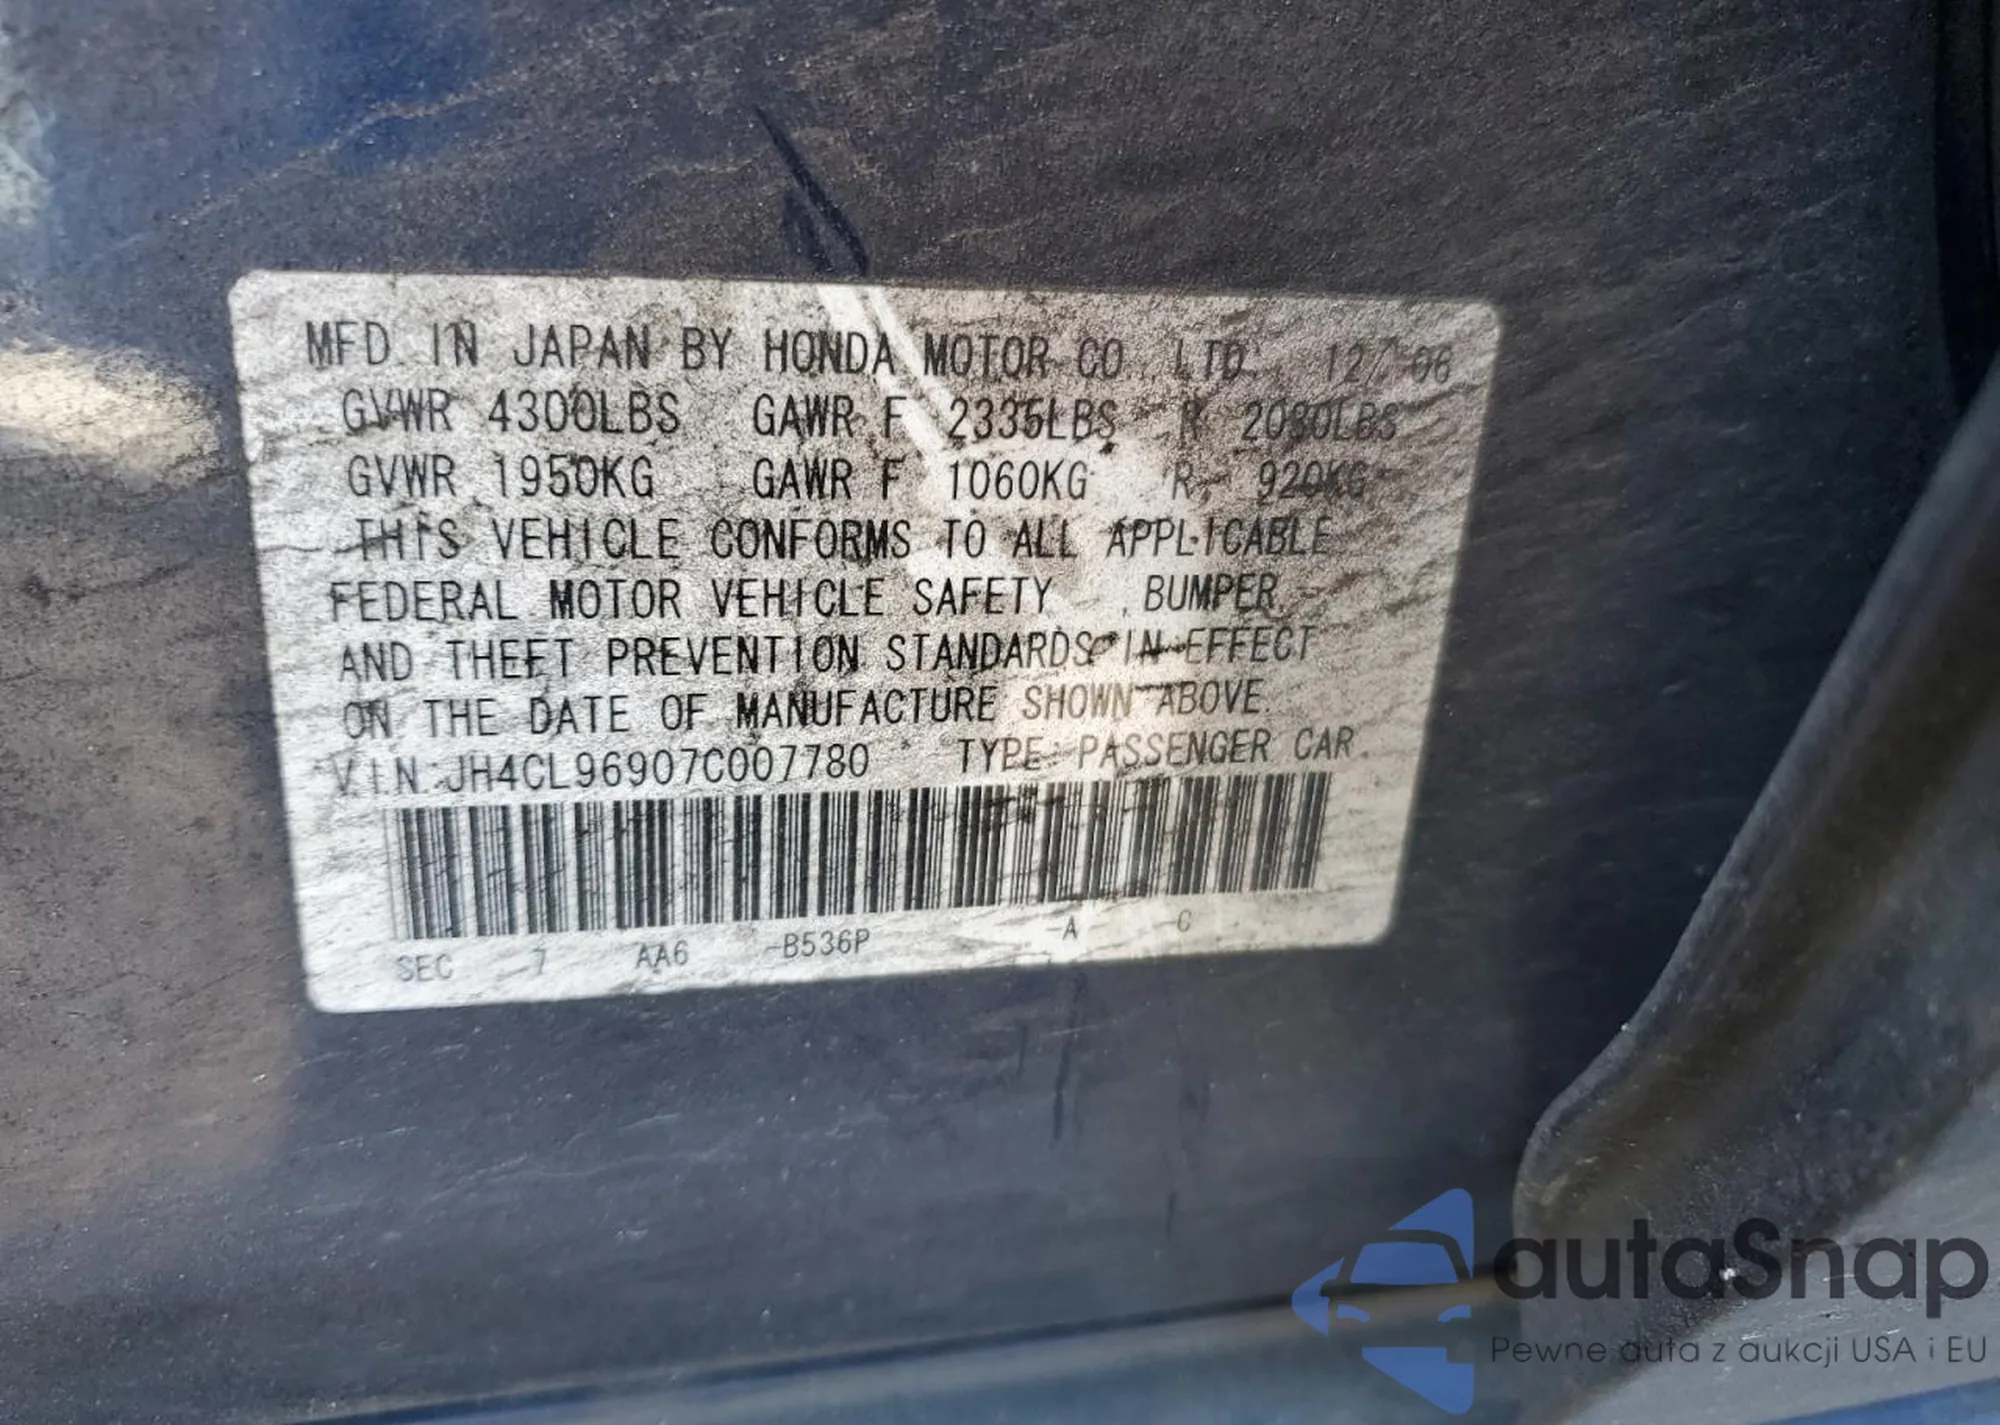 MFD. IN JAPAN BY HONDA MOTOR CO., LTD. 12/06
GVWR 4300LBS GAWR F 2335LBS R 2030LBS
GVWR 1950KG GAWR F 1060KG R 920KG
THIS VEHICLE CONFORMS TO ALL APPLICABLE
FEDERAL MOTOR VEHICLE SAFETY , BUMPER
AND THEFT PREVENTION STANDARDS IN EFFECT
ON THE DATE OF MANUFACTURE SHOWN ABOVE.
V.I.N: JH4CL96907C007780 TYPE: PASSENGER CAR.
SEC 7 AA6 -B536P -A -C
autaSnap
Pewne auta z aukcji USA i EU